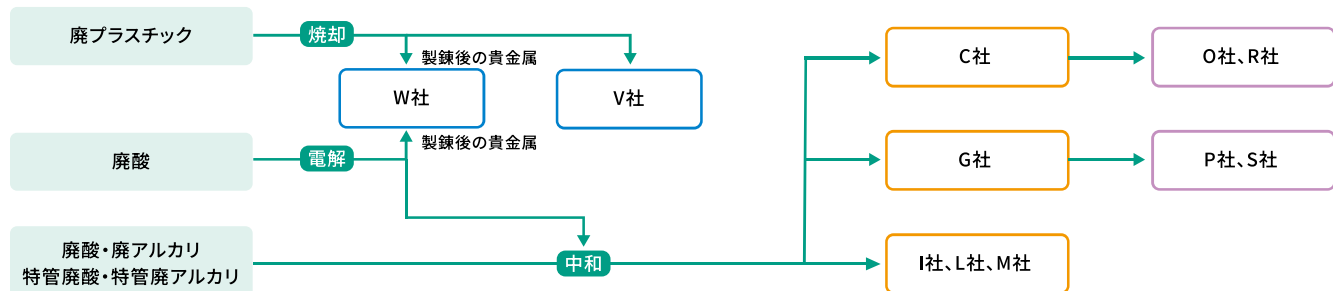 廃プラスチック
焼却
製錬後の貴金属
W社
V社
C社
O社、R社
廃酸
電解
製錬後の貴金属
G社
P社、S社
廃酸・廃アルカリ
特管廃酸・特管廃アルカリ
中和
I社、L社、M社